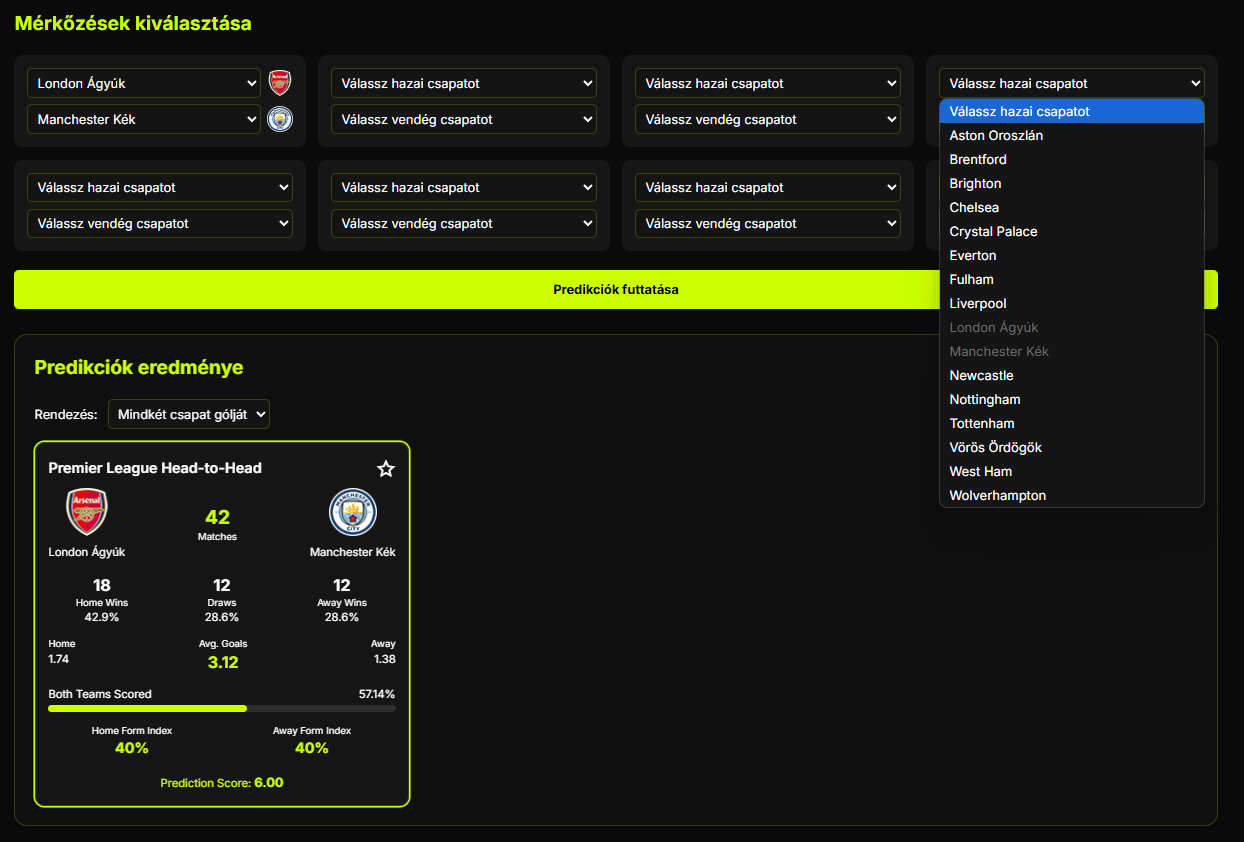 Mérkőzések kiválasztása
London Ágyúk
Manchester Kék
Válassz hazai csapatot
Válassz vendég csapatot
Válassz hazai csapatot
Válassz vendég csapatot
Válassz hazai csapatot
Válassz hazai csapatot
Aston Oroszlán
Brentford
Brighton
Chelsea
Crystal Palace
Everton
Fulham
Liverpool
London Ágyúk
Manchester Kék
Newcastle
Nottingham
Tottenham
Vörös Ördögök
West Ham
Wolverhampton
Válassz hazai csapatot
Válassz vendég csapatot
Válassz hazai csapatot
Válassz vendég csapatot
Válassz hazai csapatot
Válassz vendég csapatot
Predikciók futtatása
Predikciók eredménye
Rendezés: Mindkét csapat gólját
Premier League Head-to-Head
Arsenal
MANCHESTER
CITY
42
Matches
London Ágyúk
Manchester Kék
18 12 12
Home Wins Draws Away Wins
42.9% 28.6% 28.6%
Home Avg. Goals Away
1.74 3.12 1.38
Both Teams Scored 57.14%
Home Form Index Away Form Index
40% 40%
Prediction Score: 6.00